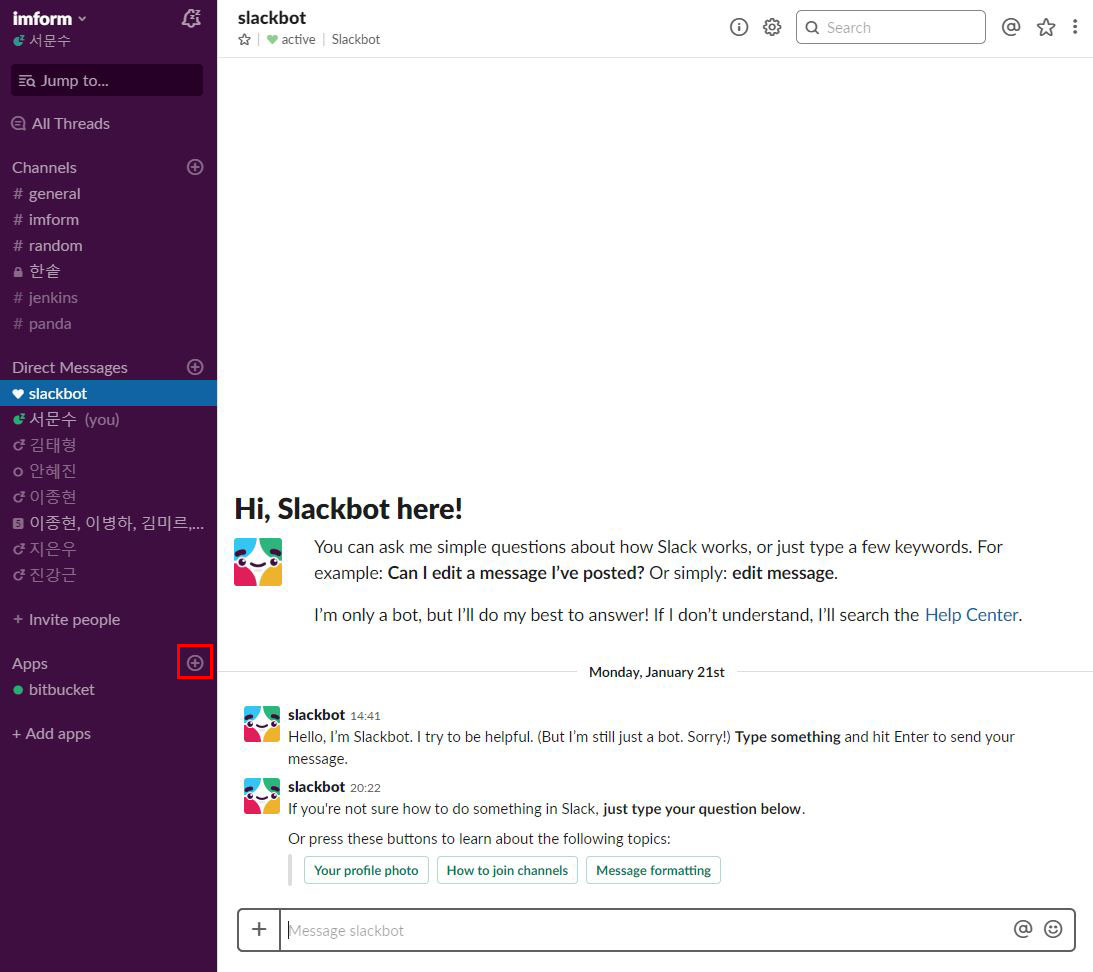 imform
서문수
Jump to...
All Threads
Channels
# general
# imform
# random
한솥
# jenkins
# panda
Direct Messages
slackbot
서문수 (you)
김태형
안혜진
이종현
5 이종현, 이병하, 김미르,...
지은우
진강근
+ Invite people
Apps
bitbucket
+ Add apps
slackbot
active | Slackbot
Search
Hi, Slackbot here!
You can ask me simple questions about how Slack works, or just type a few keywords. For
example: Can I edit a message I’ve posted? Or simply: edit message.
I’m only a bot, but I’ll do my best to answer! If I don’t understand, I’ll search the Help Center.
Monday, January 21st
slackbot 14:41
Hello, I’m Slackbot. I try to be helpful. (But I’m still just a bot. Sorry!) Type something and hit Enter to send your
message.
slackbot 20:22
If you're not sure how to do something in Slack, just type your question below.
Or press these buttons to learn about the following topics:
Your profile photo How to join channels Message formatting
Message slackbot